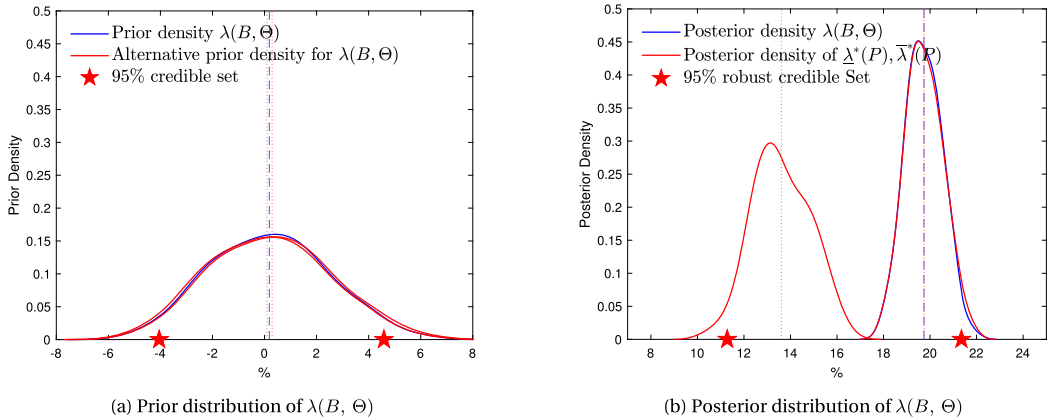 Prior density λ(B, Θ)
Alternative prior density for λ(B, Θ)
95% credible set
Prior Density
0.5
0.45
0.4
0.35
0.3
0.25
0.2
0.15
0.1
0.05
0
-8 -6 -4 -2 0 2 4 6 8
%
(a) Prior distribution of λ(B, Θ)
Posterior density λ(B, Θ)
Posterior density of λ̲*(P), λ̄*(P)
95% robust credible Set
Posterior Density
0.5
0.45
0.4
0.35
0.3
0.25
0.2
0.15
0.1
0.05
0
8 10 12 14 16 18 20 22 24
%
(b) Posterior distribution of λ(B, Θ)